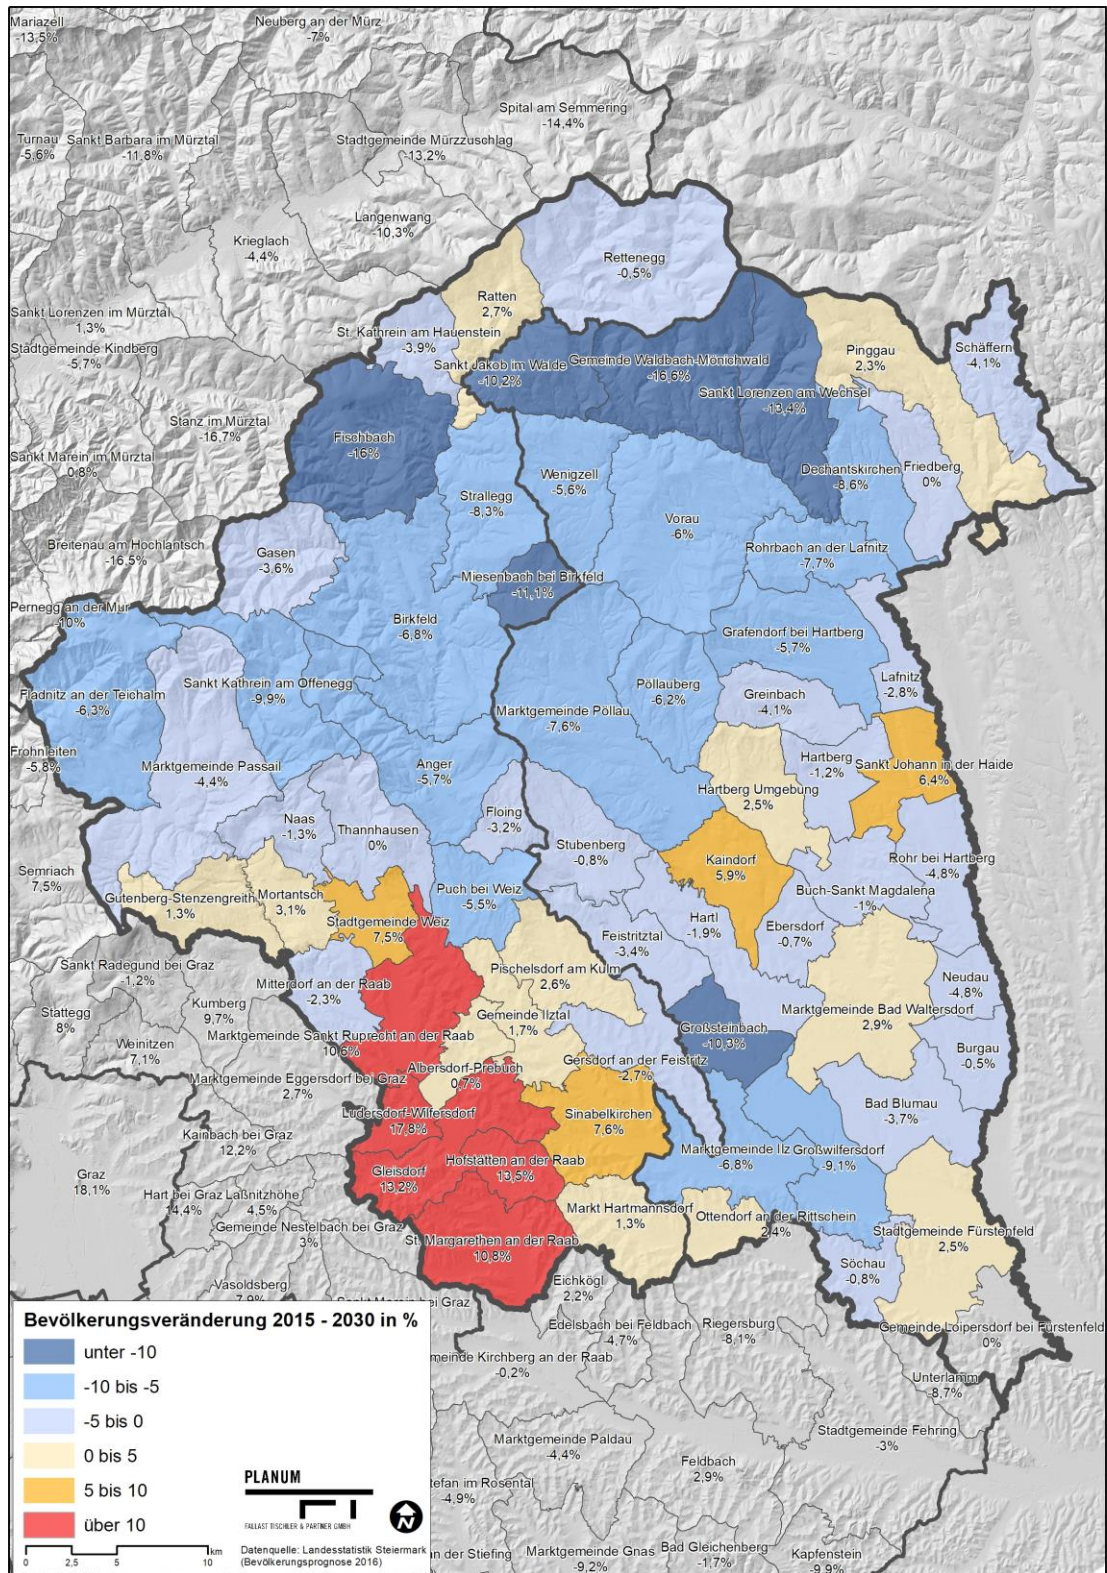 Mariazell
-13,5%
Neuberg an der Mürz
-7%
Spital am Semmering
-14,4%
Turnau
-5,6%
Sankt Barbara im Mürztal
-11,8%
Stadtgemeinde Mürzzuschlag
-13,2%
Langenwang
-10,3%
Krieglach
-4,4%
Rettenegg
-0,5%
Ratten
2,7%
Sankt Lorenzen im Mürztal
1,3%
St. Kathrein am Hauenstein
-3,9%
Stadtgemeinde Kindberg
-5,7%
Pinggau
2,3%
Schäffern
-4,1%
Sankt Jakob im Walde
-10,2%
Gemeinde Waldbach-Mönichwald
-16,6%
Sankt Lorenzen am Wechsel
-13,4%
Stanz im Mürztal
-16,7%
Fischbach
-16%
Sankt Marein im Mürztal
0,8%
Wenigzell
-5,6%
Dechantskirchen
-8,6%
Friedberg
0%
Strallegg
-8,3%
Vorau
-6%
Breitenau am Hochlantsch
16,5%
Gasen
-3,6%
Rohrbach an der Lafnitz
-7,7%
Miesenbach bei Birkfeld
-11,1%
Pernegg an der Mur
-10%
Birkfeld
-6,8%
Grafendorf bei Hartberg
-5,7%
Lafnitz
-2,8%
Fladnitz an der Teichalm
-6,3%
Sankt Kathrein am Offenegg
-9,9%
Pöllauberg
-6,2%
Greinbach
-4,1%
Marktgemeinde Pöllau
-7,6%
Frohnleiten
-5,8%
Marktgemeinde Passail
-4,4%
Anger
-5,7%
Hartberg
-1,2%
Sankt Johann in der Haide
6,4%
Hartberg Umgebung
2,5%
Naas
-1,3%
Thannhausen
0%
Floing
-3,2%
Stubenberg
-0,8%
Kaindorf
5,9%
Rohr bei Hartberg
-4,8%
Semriach
7,5%
Gutenberg-Stenzengreith
1,3%
Mortantsch
3,1%
Puch bei Weiz
-5,5%
Buch-Sankt Magdalena
-1%
Stadtgemeinde Weiz
7,5%
Hartl
-1,9%
Ebersdorf
-0,7%
Feistritztal
-3,4%
Sankt Radegund bei Graz
-1,2%
Pischelsdorf am Kulm
2,6%
Neudau
-4,8%
Mitterdorf an der Raab
-2,3%
Stattegg
8%
Kumberg
9,7%
Gemeinde Ilztal
1,7%
Marktgemeinde Bad Waltersdorf
2,9%
Großsteinbach
-10,3%
Weinitzen
7,1%
Marktgemeinde Sankt Ruprecht an der Raab
10,6%
Burgau
-0,5%
Gersdorf an der Feistritz
-2,7%
Albersdorf-Prebuch
0,7%
Marktgemeinde Eggersdorf bei Graz
2,7%
Bad Blumau
-3,7%
Ludersdorf-Wilfersdorf
17,8%
Sinabelkirchen
7,6%
Kainbach bei Graz
12,2%
Marktgemeinde Ilz
-6,8%
Großwilfersdorf
-9,1%
Graz
18,1%
Gleisdorf
13,2%
Hofstätten an der Raab
13,5%
Hart bei Graz
14,4%
Laßnitzhöhe
4,5%
Markt Hartmannsdorf
1,3%
Ottendorf an der Rittschein
2,4%
Gemeinde Nestelbach bei Graz
3%
St. Margarethen an der Raab
10,8%
Stadtgemeinde Fürstenfeld
2,5%
Söchau
-0,8%
Vasoldsberg
7,9%
Eichkögl
2,2%
bei Graz
Edelsbach bei Feldbach
-4,7%
Riegersburg
-8,1%
Gemeinde Loipersdorf bei Fürstenfeld
0%
meinde Kirchberg an der Raab
-0,2%
Unterlamm
-8,7%
Stadtgemeinde Fehring
-3%
Marktgemeinde Paldau
-4,4%
Feldbach
2,9%
tefan im Rosental
-4,9%
an der Stiefing
Marktgemeinde Gnas
-9,2%
Bad Gleichenberg
-1,7%
Kapfenstein
-9,9%
Bevölkerungsveränderung 2015 - 2030 in %
unter -10
-10 bis -5
-5 bis 0
0 bis 5
5 bis 10
über 10
PLANUM
FALLAST TISCHLER & PARTNER GMBH
N
0 2,5 5 10 km
Datenquelle: Landesstatistik Steiermark
(Bevölkerungsprognose 2016)